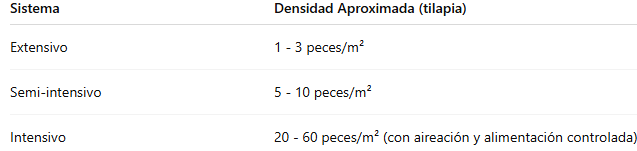 Sistema Densidad Aproximada (tilapia)
Extensivo 1 - 3 peces/m²
Semi-intensivo 5 - 10 peces/m²
Intensivo 20 - 60 peces/m² (con aireación y alimentación controlada)